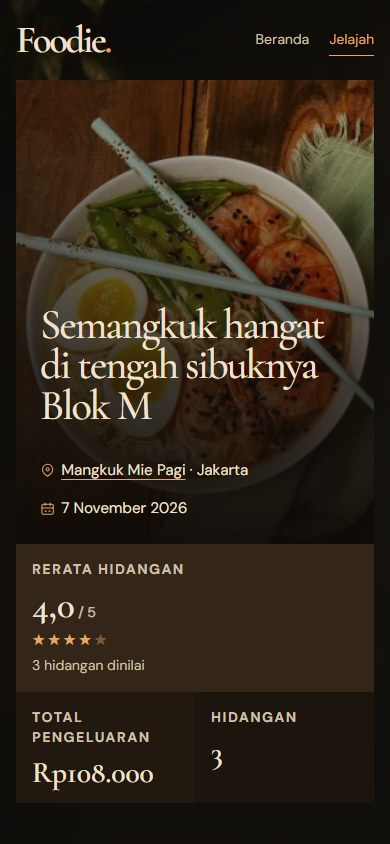 Foodie.
Beranda Jelajah
Semangkuk hangat
di tengah sibuknya
Blok M
Mangkuk Mie Pagi · Jakarta
7 November 2026
RERATA HIDANGAN
4,0 / 5
3 hidangan dinilai
TOTAL
PENGELUARAN
Rp108.000
HIDANGAN
3